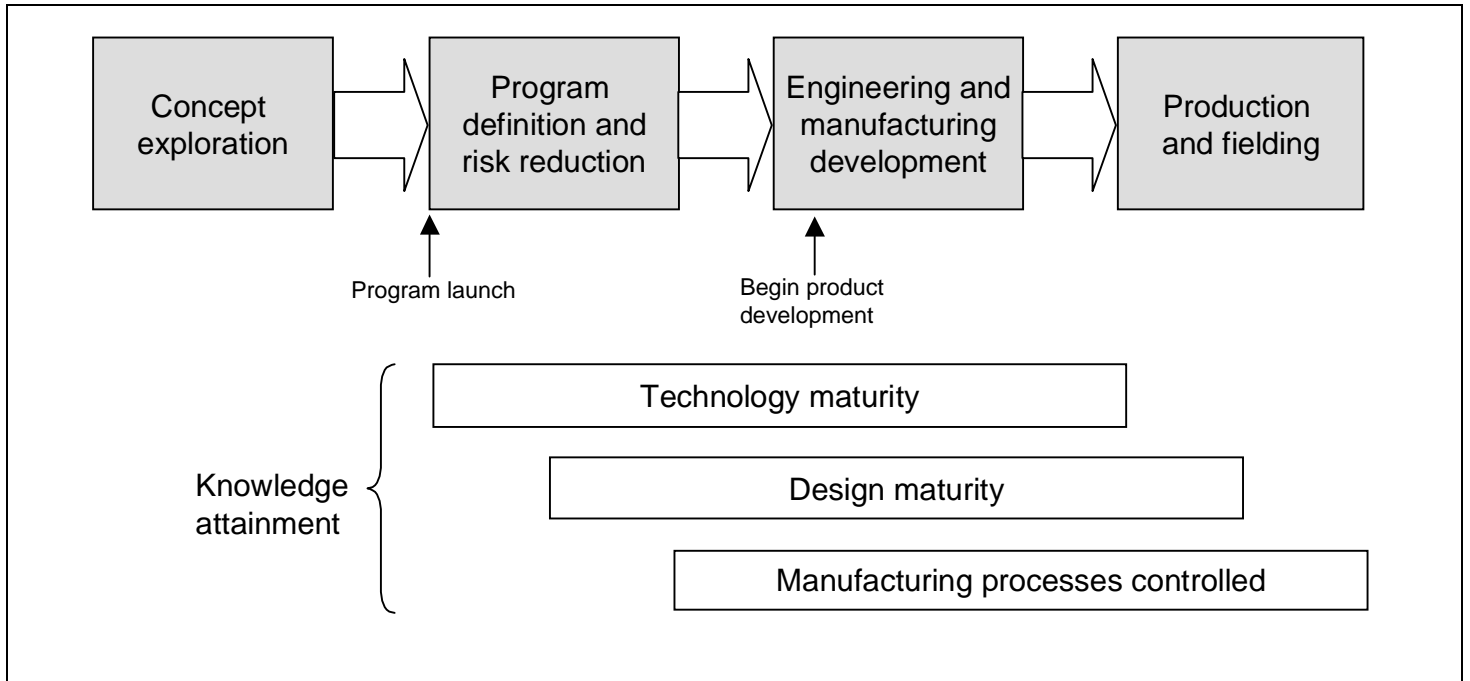 Concept
exploration
Program
definition and
risk reduction
Engineering and
manufacturing
development
Production
and fielding
Program launch
Begin product
development
Technology maturity
Knowledge
attainment
Design maturity
Manufacturing processes controlled